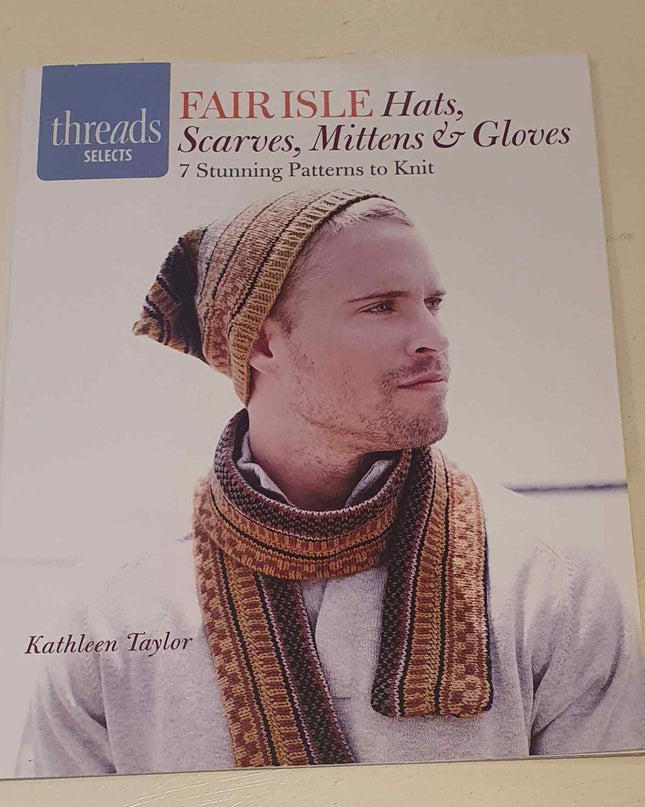 threads
SELECTS
FAIR ISLE Hats,
Scarves, Mittens & Gloves
7 Stunning Patterns to Knit
Kathleen Taylor